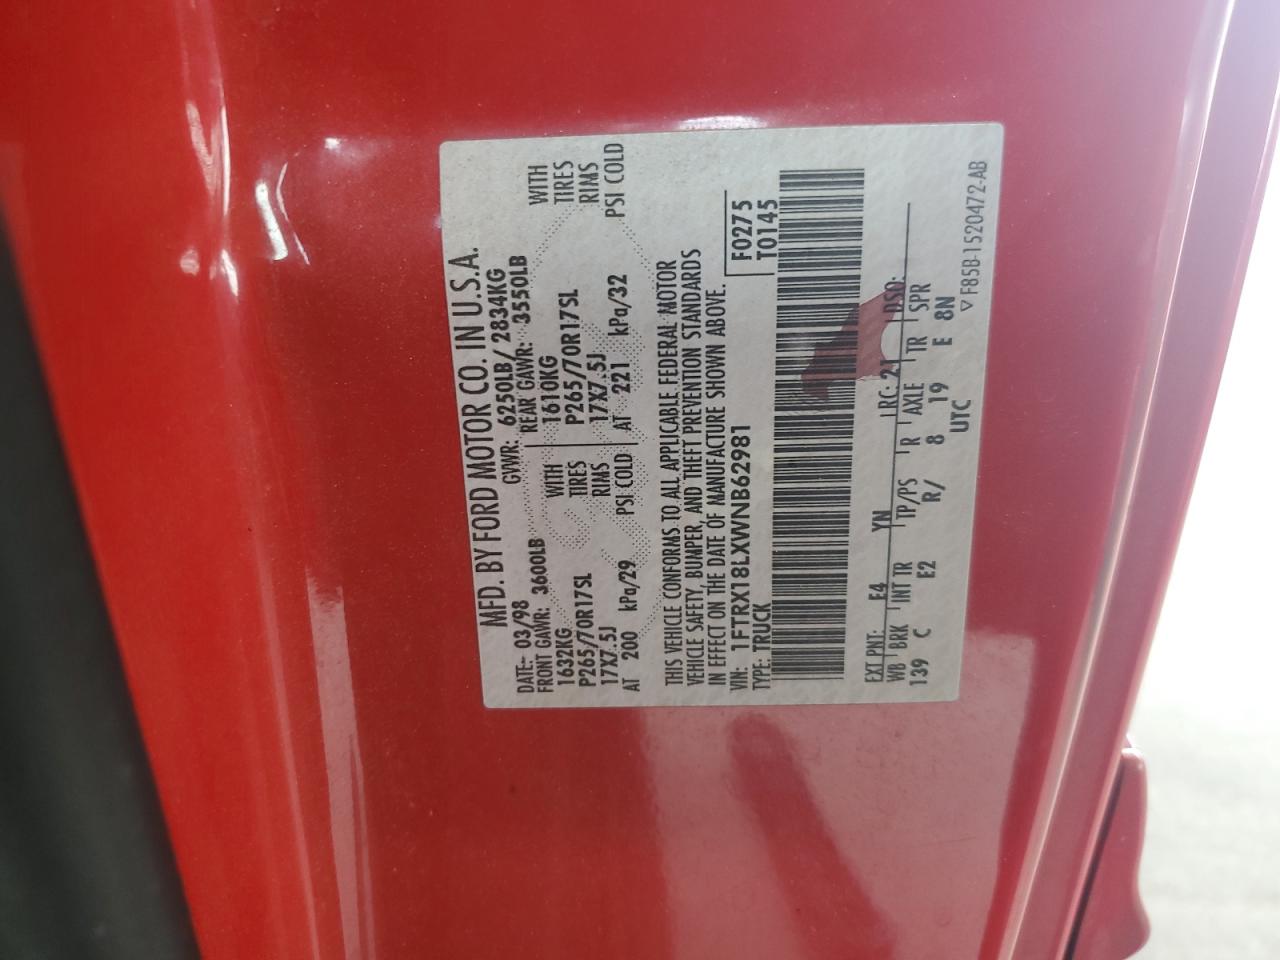 MFD. BY FORD MOTOR CO. IN U.S.A.
DATE: 03/98 GVWR: 6250LB/ 2834KG
FRONT GAWR: 3600LB REAR GAWR: 3550LB
1632KG WITH 1610KG WITH
P265/70R17SL TIRES P265/70R17SL TIRES
17X7.5J RIMS 17X7.5J RIMS
AT 200 kPa/29 PSI COLD AT 221 kPa/32 PSI COLD
THIS VEHICLE CONFORMS TO ALL APPLICABLE FEDERAL MOTOR
VEHICLE SAFETY, BUMPER, AND THEFT PREVENTION STANDARDS
IN EFFECT ON THE DATE OF MANUFACTURE SHOWN ABOVE.
VIN: 1FTRX18LXWNB62981 F0275
TYPE: TRUCK T0145
EXT PNT: E4 YN RC: 21 DSO:
WB BRK INT TR TP/PS R AXLE TR SPR
139 C E2 R/ 8 19 E 8N
UTC
▽ F85B-1520472-AB